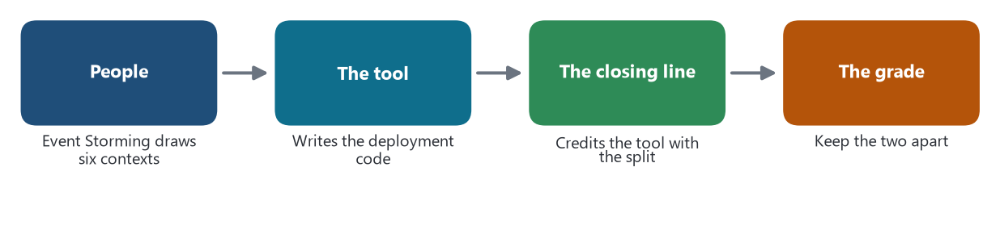 People
Event Storming draws
six contexts
The tool
Writes the deployment
code
The closing line
Credits the tool with
the split
The grade
Keep the two apart